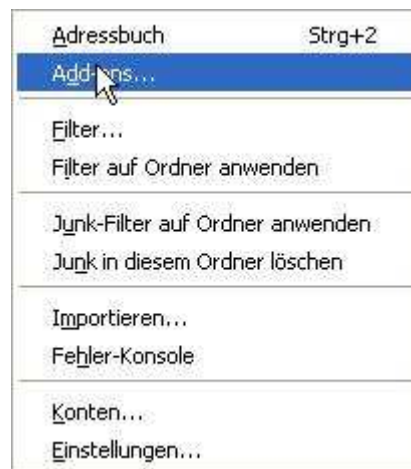 Adressbuch Strg+2
Add-ons...
Filter...
Filter auf Ordner anwenden
Junk-Filter auf Ordner anwenden
Junk in diesem Ordner löschen
Importieren...
Fehler-Konsole
Konten...
Einstellungen...